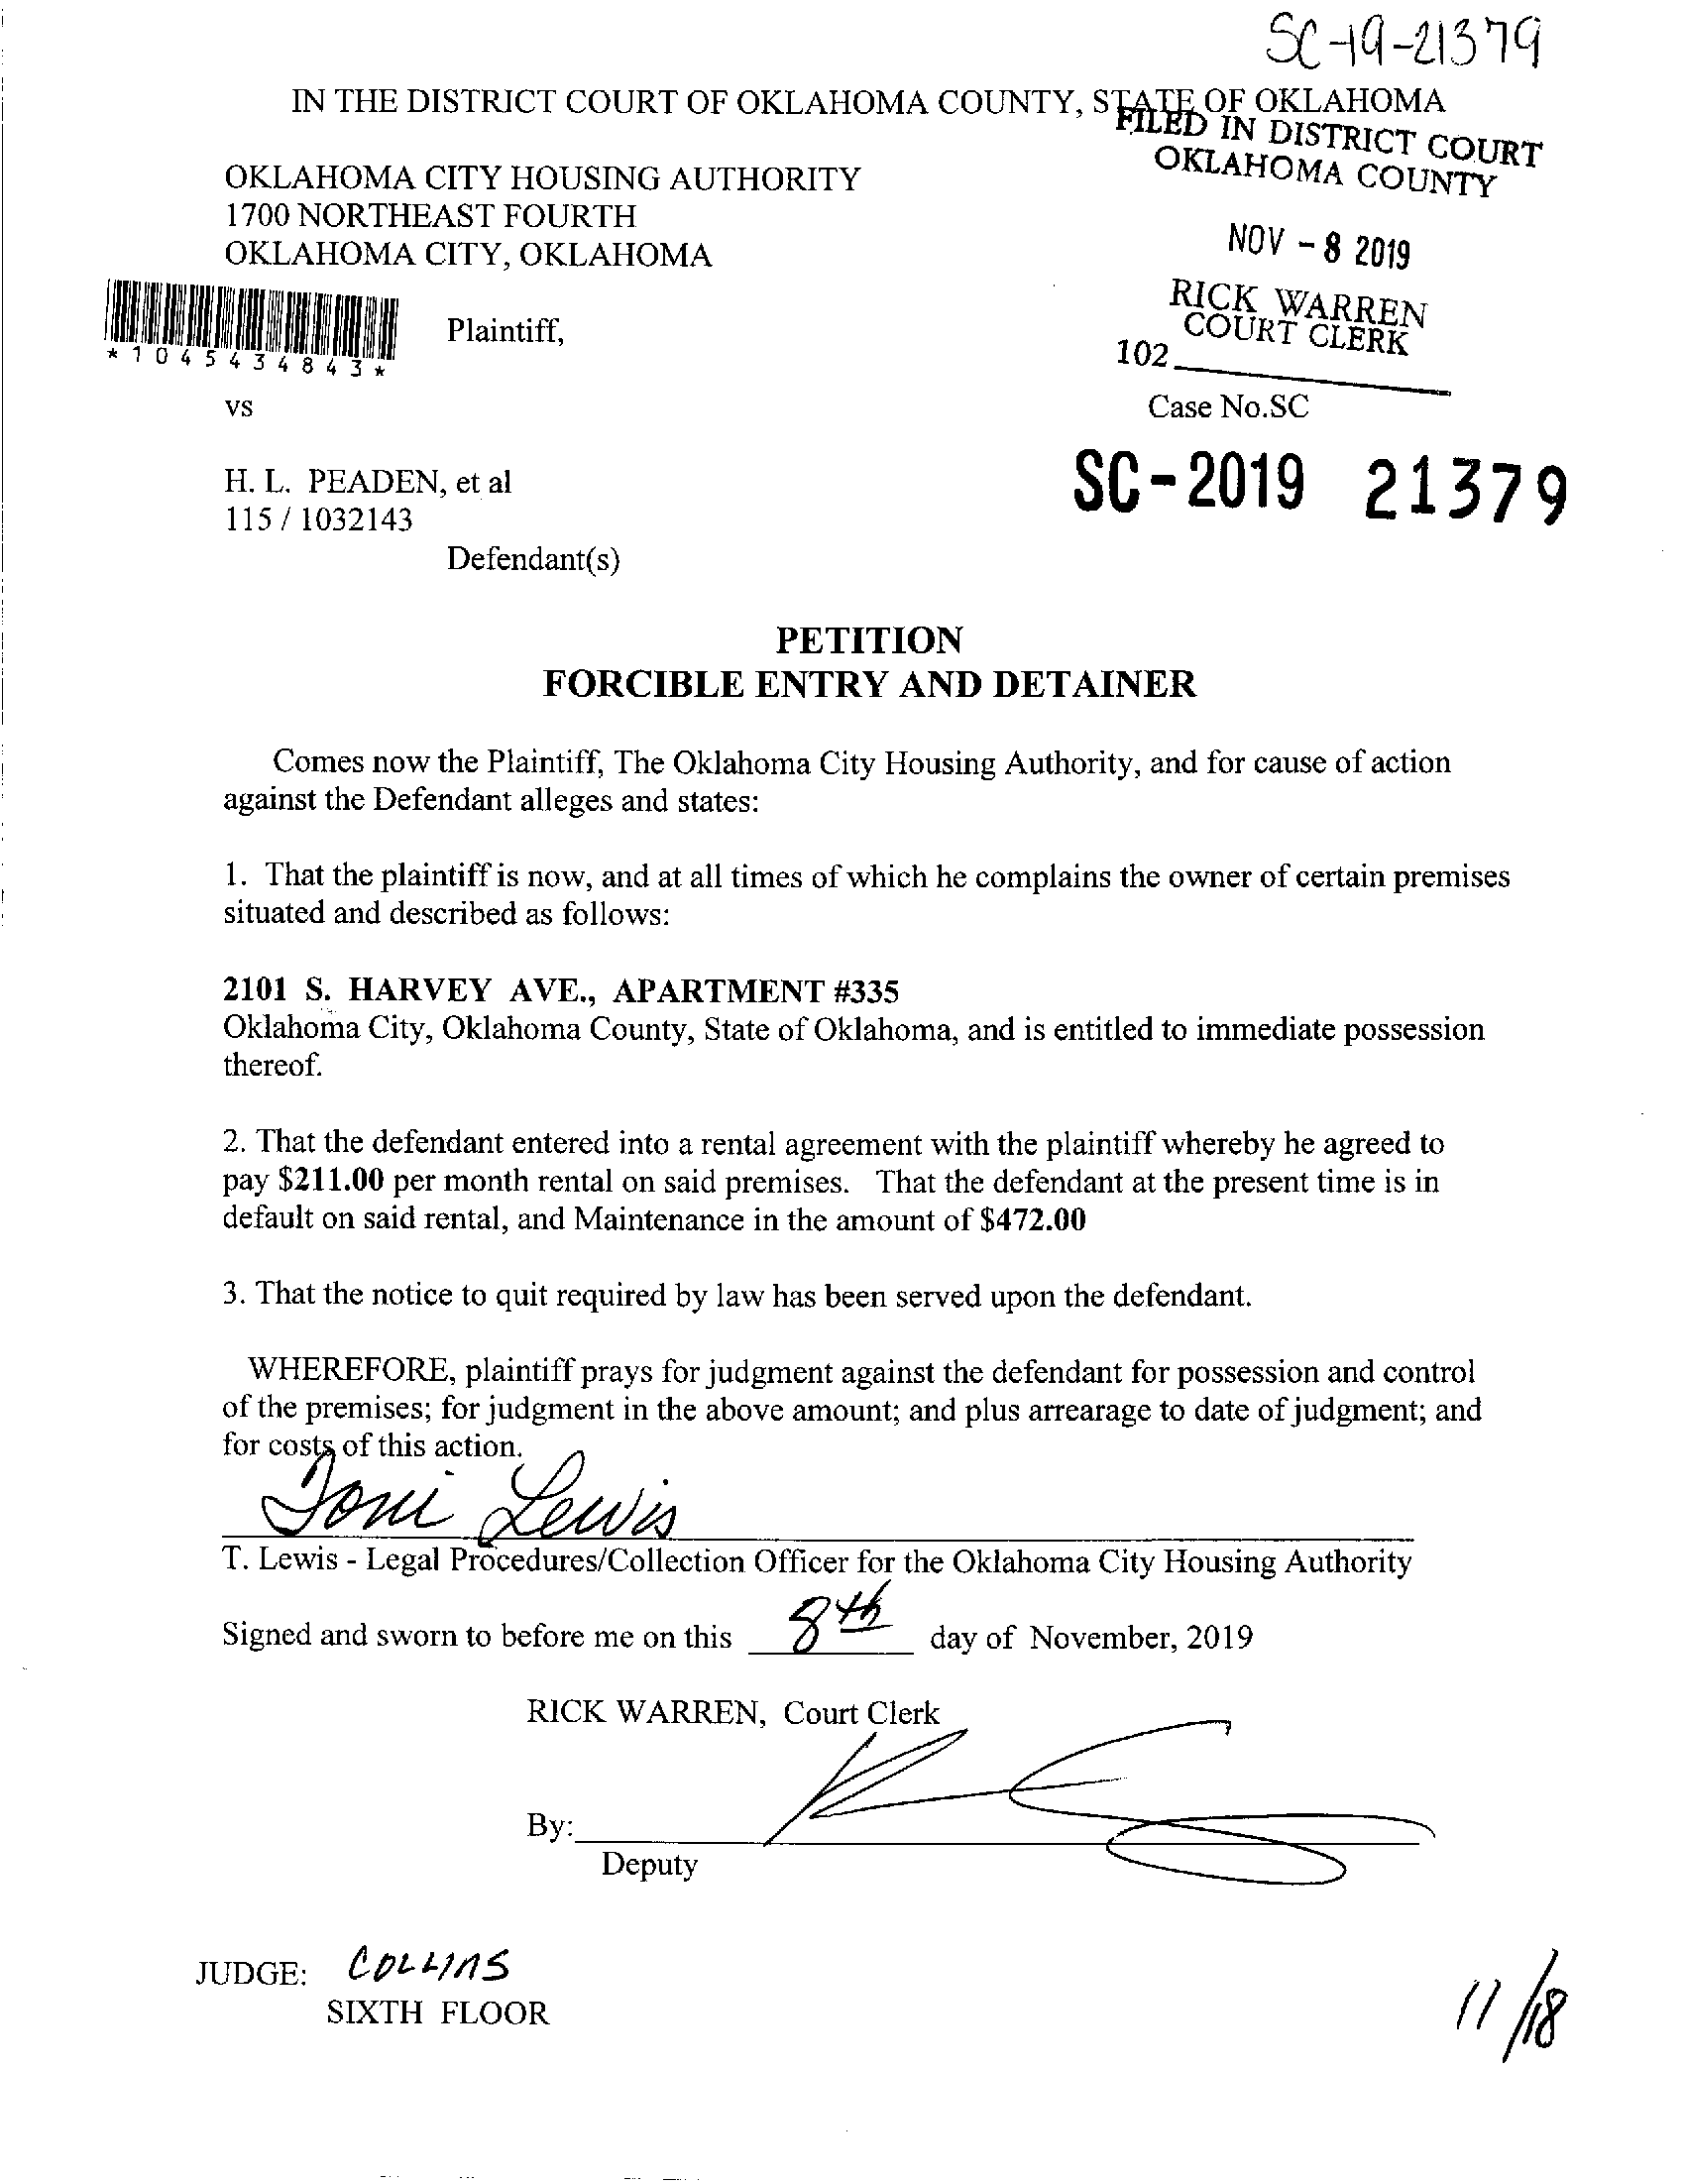 SC-19-21379
IN THE DISTRICT COURT OF OKLAHOMA COUNTY, STATE OF OKLAHOMA
FILED IN DISTRICT COURT
OKLAHOMA COUNTY
OKLAHOMA CITY HOUSING AUTHORITY
1700 NORTHEAST FOURTH
OKLAHOMA CITY, OKLAHOMA
NOV - 8 2019
RICK WARREN
COURT CLERK
102
*1045434843*
Plaintiff,
vs
Case No.SC
SC-2019 21379
H. L. PEADEN, et al
115 / 1032143
Defendant(s)
PETITION
FORCIBLE ENTRY AND DETAINER
Comes now the Plaintiff, The Oklahoma City Housing Authority, and for cause of action
against the Defendant alleges and states:
1. That the plaintiff is now, and at all times of which he complains the owner of certain premises
situated and described as follows:
2101 S. HARVEY AVE., APARTMENT #335
Oklahoma City, Oklahoma County, State of Oklahoma, and is entitled to immediate possession
thereof.
2. That the defendant entered into a rental agreement with the plaintiff whereby he agreed to
pay $211.00 per month rental on said premises. That the defendant at the present time is in
default on said rental, and Maintenance in the amount of $472.00
3. That the notice to quit required by law has been served upon the defendant.
WHEREFORE, plaintiff prays for judgment against the defendant for possession and control
of the premises; for judgment in the above amount; and plus arrearage to date of judgment; and
for costs of this action.
Toni Lewis
T. Lewis - Legal Procedures/Collection Officer for the Oklahoma City Housing Authority
Signed and sworn to before me on this 8th day of November, 2019
RICK WARREN, Court Clerk
By:
Deputy
JUDGE: COLLINS
SIXTH FLOOR
11/18